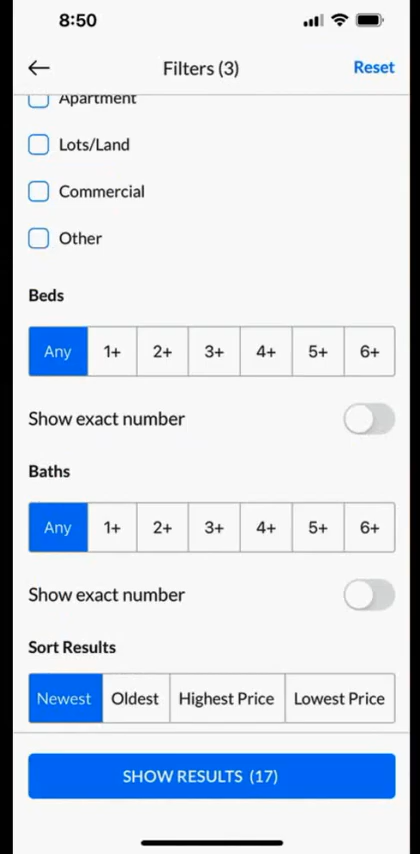 8:50
Filters (3)
Reset
Apartment
Lots/Land
Commercial
Other
Beds
Any 1+ 2+ 3+ 4+ 5+ 6+
Show exact number
Baths
Any 1+ 2+ 3+ 4+ 5+ 6+
Show exact number
Sort Results
Newest Oldest Highest Price Lowest Price
SHOW RESULTS (17)